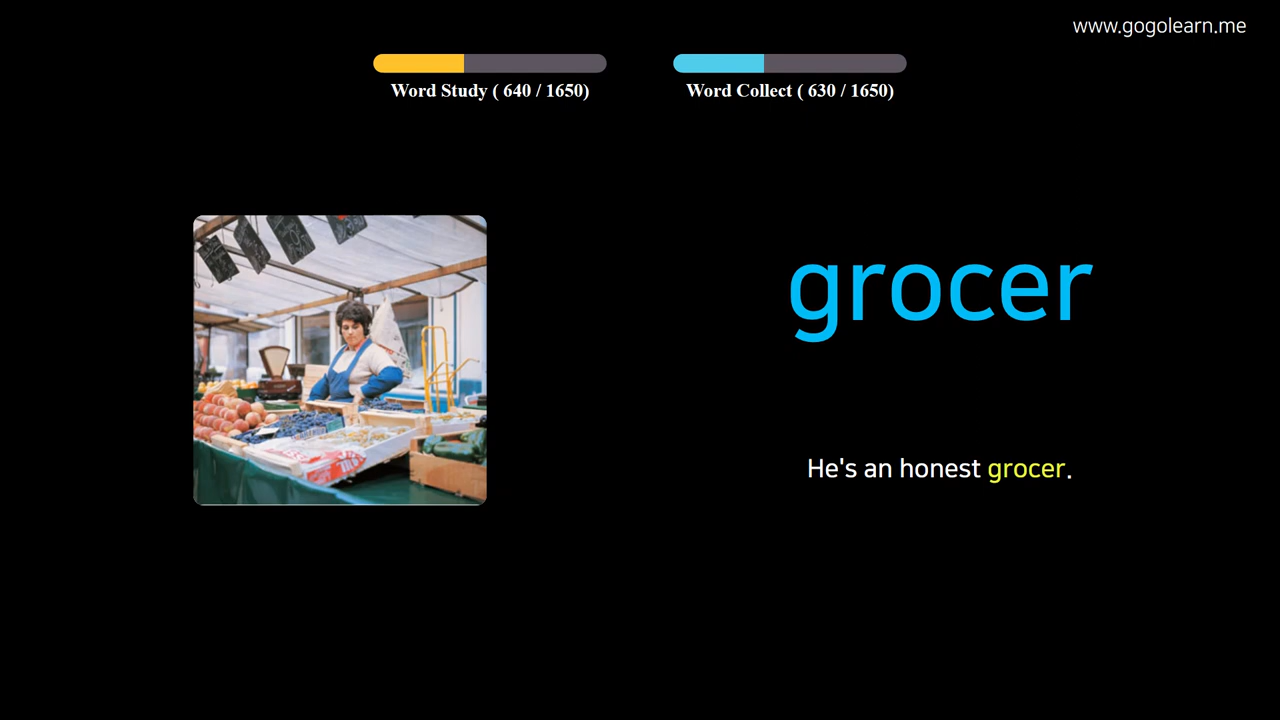 www.gogolearn.me
Word Study ( 640 / 1650)
Word Collect ( 630 / 1650)
grocer
He's an honest grocer.